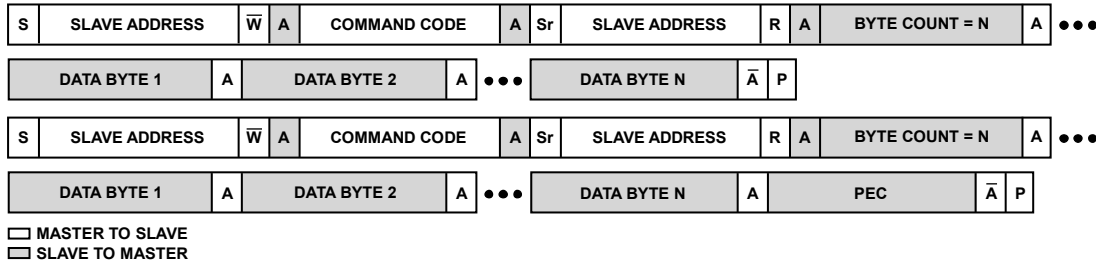 S SLAVE ADDRESS W̅ A COMMAND CODE A Sr SLAVE ADDRESS R A BYTE COUNT = N A •••
DATA BYTE 1 A DATA BYTE 2 A ••• DATA BYTE N A̅ P
S SLAVE ADDRESS W̅ A COMMAND CODE A Sr SLAVE ADDRESS R A BYTE COUNT = N A •••
DATA BYTE 1 A DATA BYTE 2 A ••• DATA BYTE N A PEC A̅ P
MASTER TO SLAVE
SLAVE TO MASTER